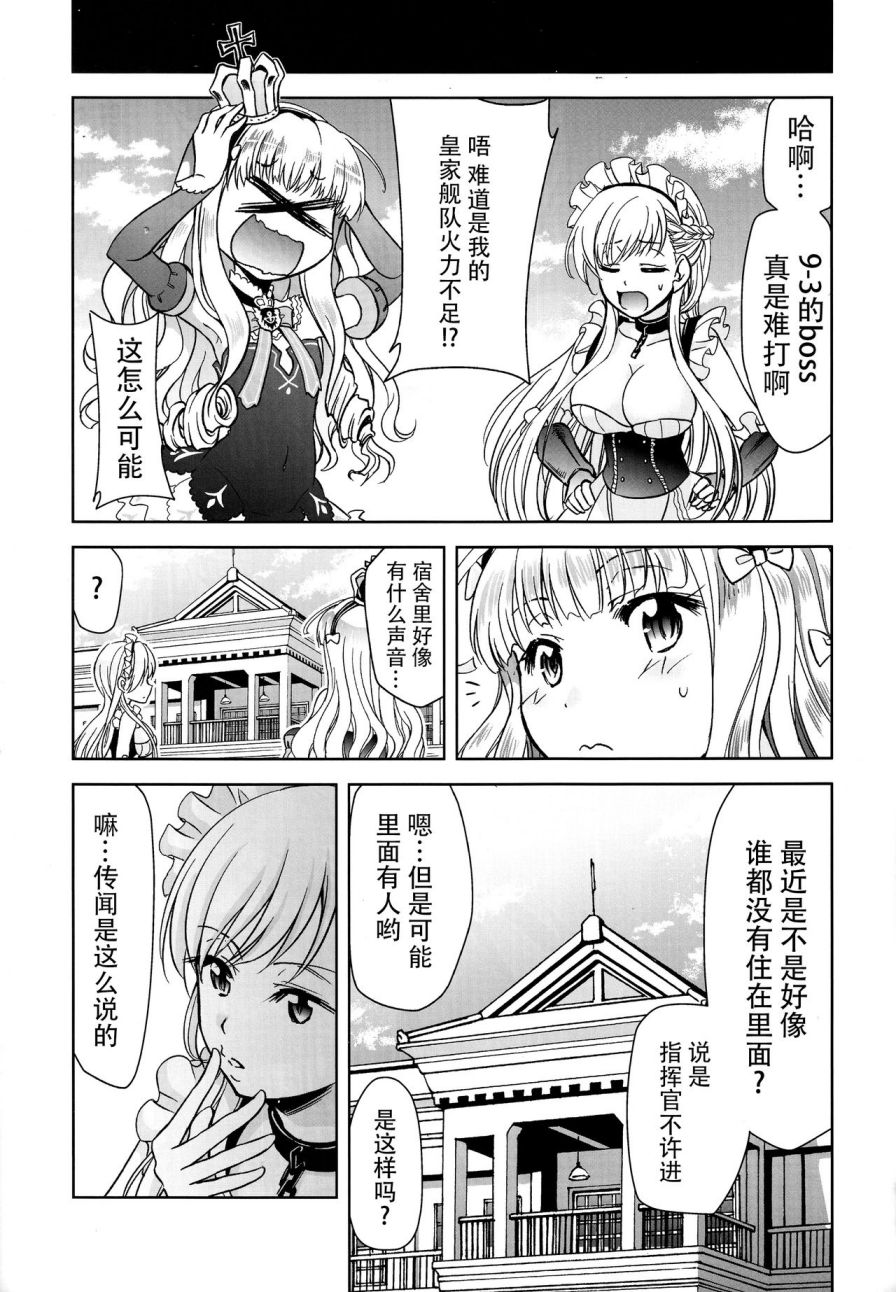 哈啊…
9-3的boss
真是难打啊
唔 难道是我的
皇家舰队火力不足!?
这怎么可能
宿舍里好像
有什么声音…
?
最近是不是好像
谁都没有住在里面?
说是
指挥官不许进
嗯…但是可能
里面有人哟
是这样吗?
嘛…传闻是这么说的